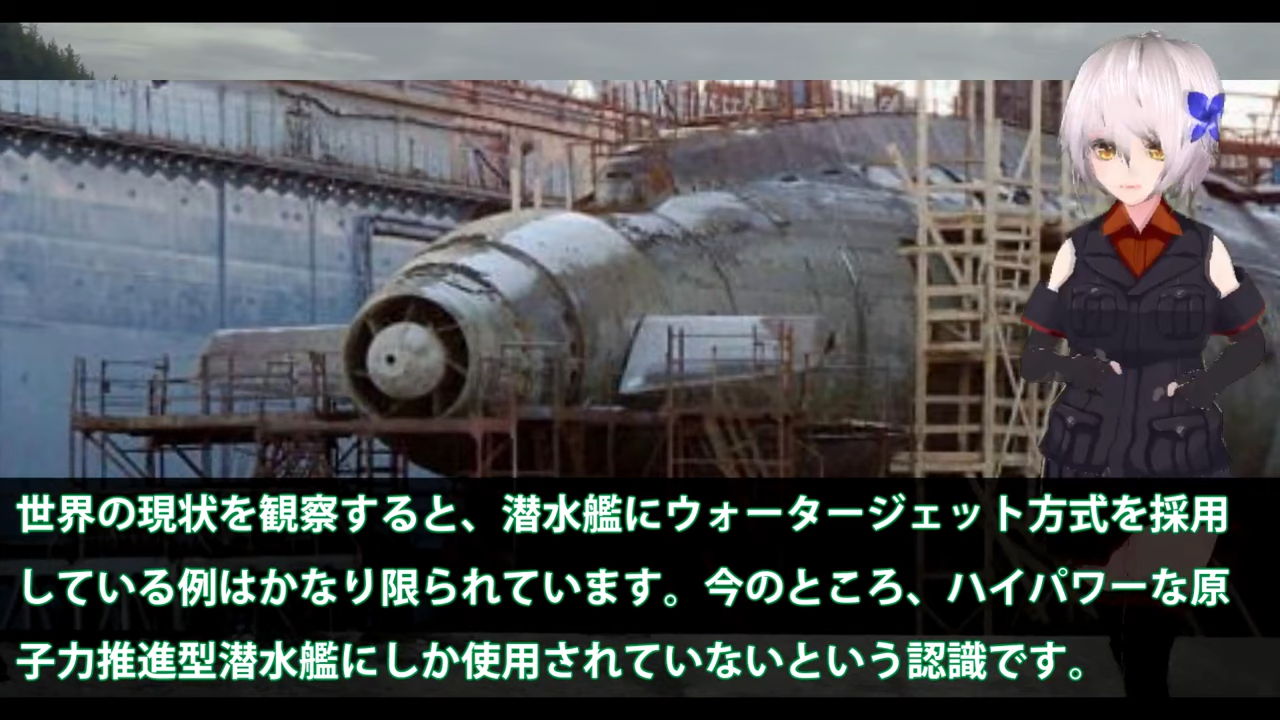 世界の現状を観察すると、潜水艦にウォータージェット方式を採用
している例はかなり限られています。今のところ、ハイパワーな原
子力推進型潜水艦にしか使用されていないという認識です。